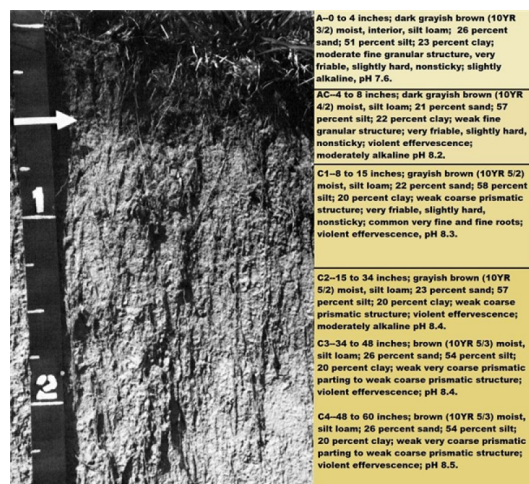 A--0 to 4 inches; dark grayish brown (10YR
3/2) moist, interior, silt loam;  26 percent
sand; 51 percent silt; 23 percent clay;
moderate fine granular structure, very
friable, slightly hard, nonsticky; slightly
alkaline, pH 7.6.
AC--4 to 8 inches; dark grayish brown (10YR
4/2) moist, silt loam; 21 percent sand; 57
percent silt; 22 percent clay; weak fine
granular structure; very friable, slightly hard,
nonsticky; violent effervescence;
moderately alkaline pH 8.2.
C1--8 to 15 inches; grayish brown (10YR 5/2)
moist, silt loam; 22 percent sand; 58 percent
silt; 20 percent clay; weak coarse prismatic
structure; very friable, slightly hard,
nonsticky; common very fine and fine roots;
violent effervescence, pH 8.3.
C2--15 to 34 inches; grayish brown (10YR
5/2) moist, silt loam; 23 percent sand; 57
percent silt; 20 percent clay; weak coarse
prismatic structure; violent effervescence;
moderately alkaline pH 8.4.
C3--34 to 48 inches; brown (10YR 5/3) moist,
silt loam; 26 percent sand; 54 percent silt;
20 percent clay; weak very coarse prismatic
parting to weak coarse prismatic structure;
violent effervescence; pH 8.4.
C4--48 to 60 inches; brown (10YR 5/3) moist,
silt loam; 26 percent sand; 54 percent silt;
20 percent clay; weak very coarse prismatic
parting to weak coarse prismatic structure;
violent effervescence; pH 8.5.
1
2